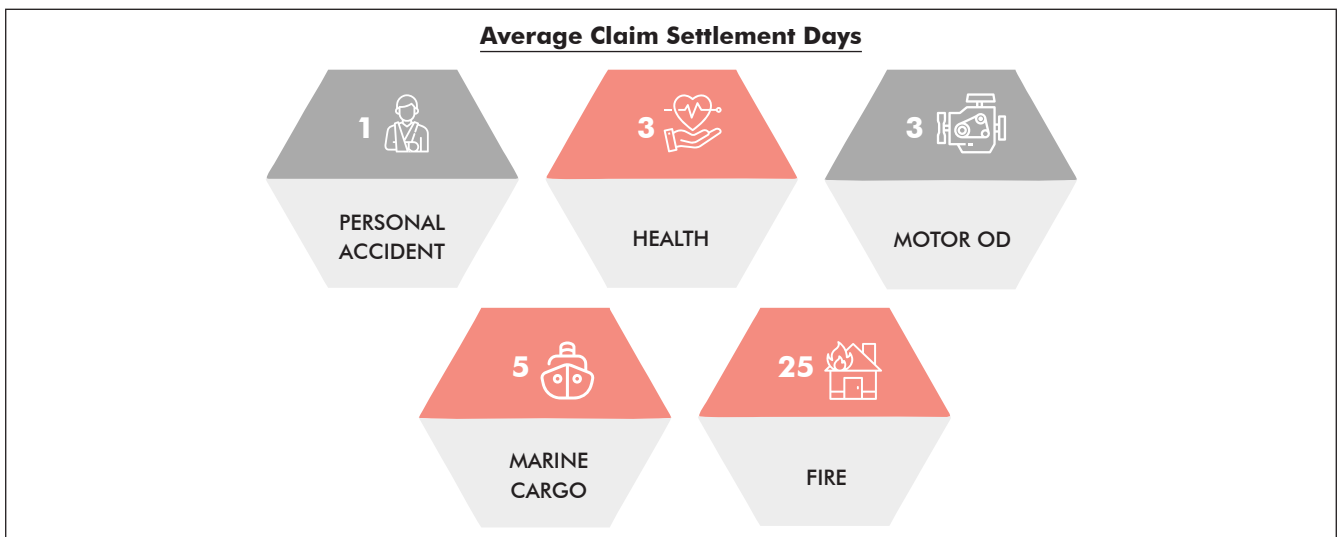 Average Claim Settlement Days
1
3
3
PERSONAL
ACCIDENT
HEALTH
MOTOR OD
5
25
MARINE
CARGO
FIRE